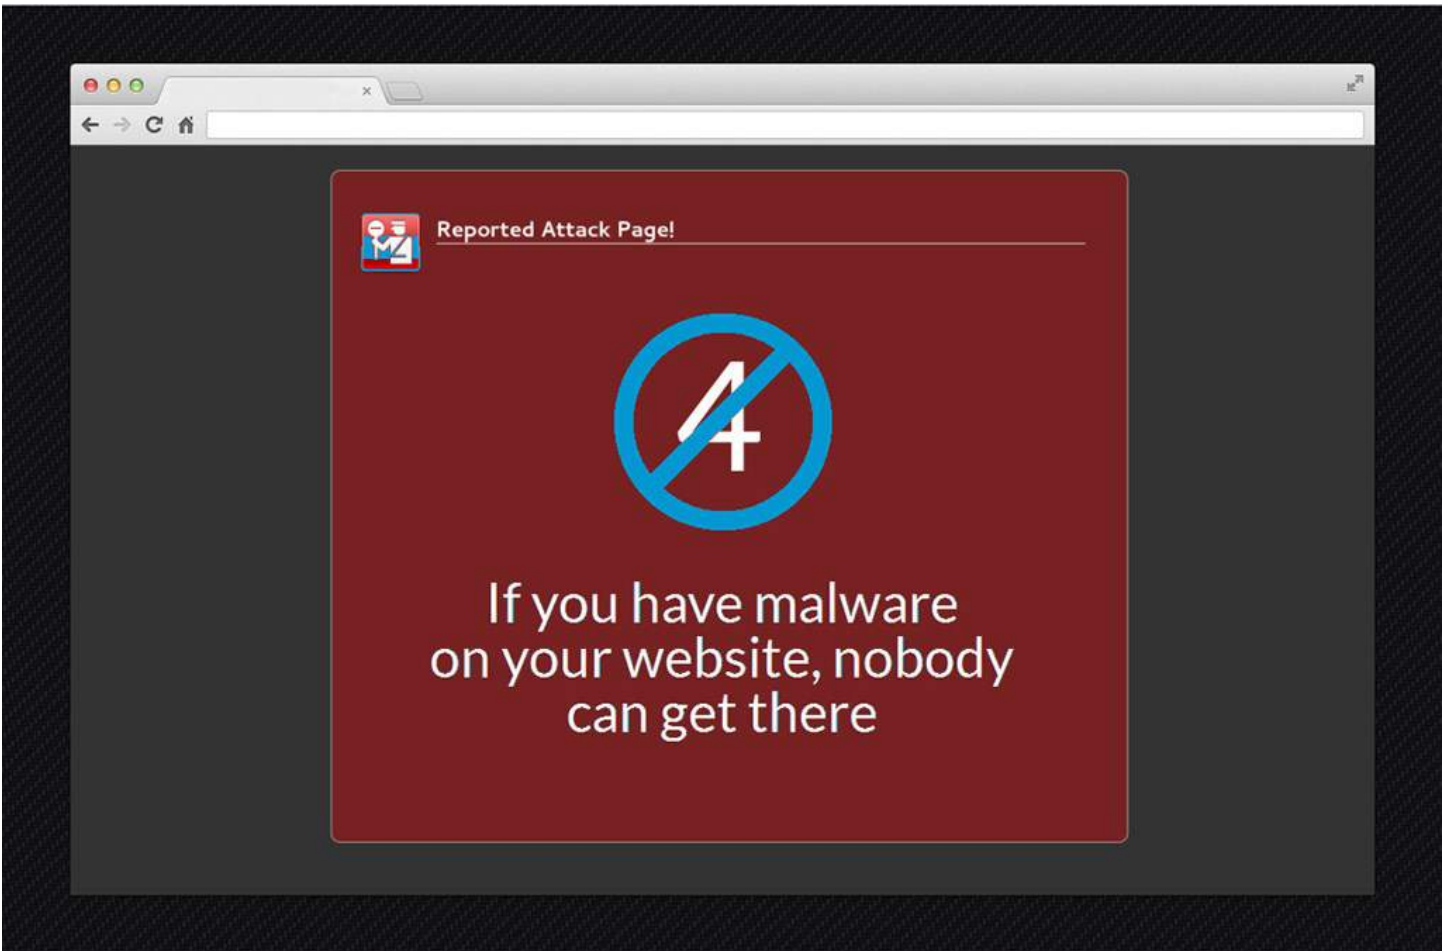 Reported Attack Page!
4
If you have malware
on your website, nobody
can get there